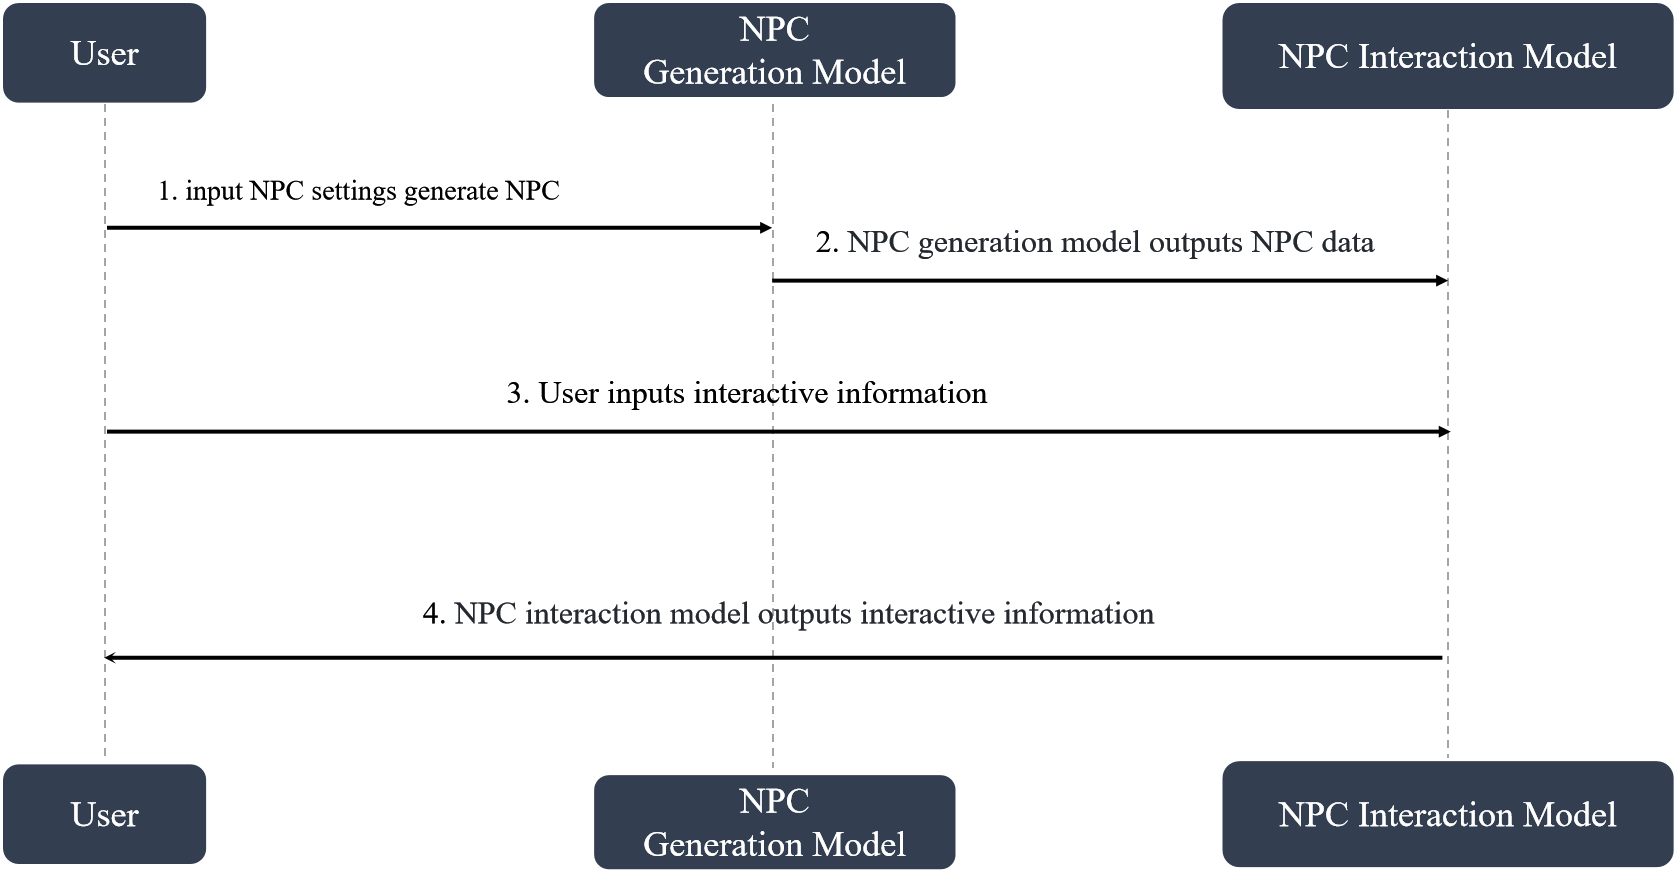 User
NPC
Generation Model
NPC Interaction Model
1. input NPC settings generate NPC
2. NPC generation model outputs NPC data
3. User inputs interactive information
4. NPC interaction model outputs interactive information
User
NPC
Generation Model
NPC Interaction Model